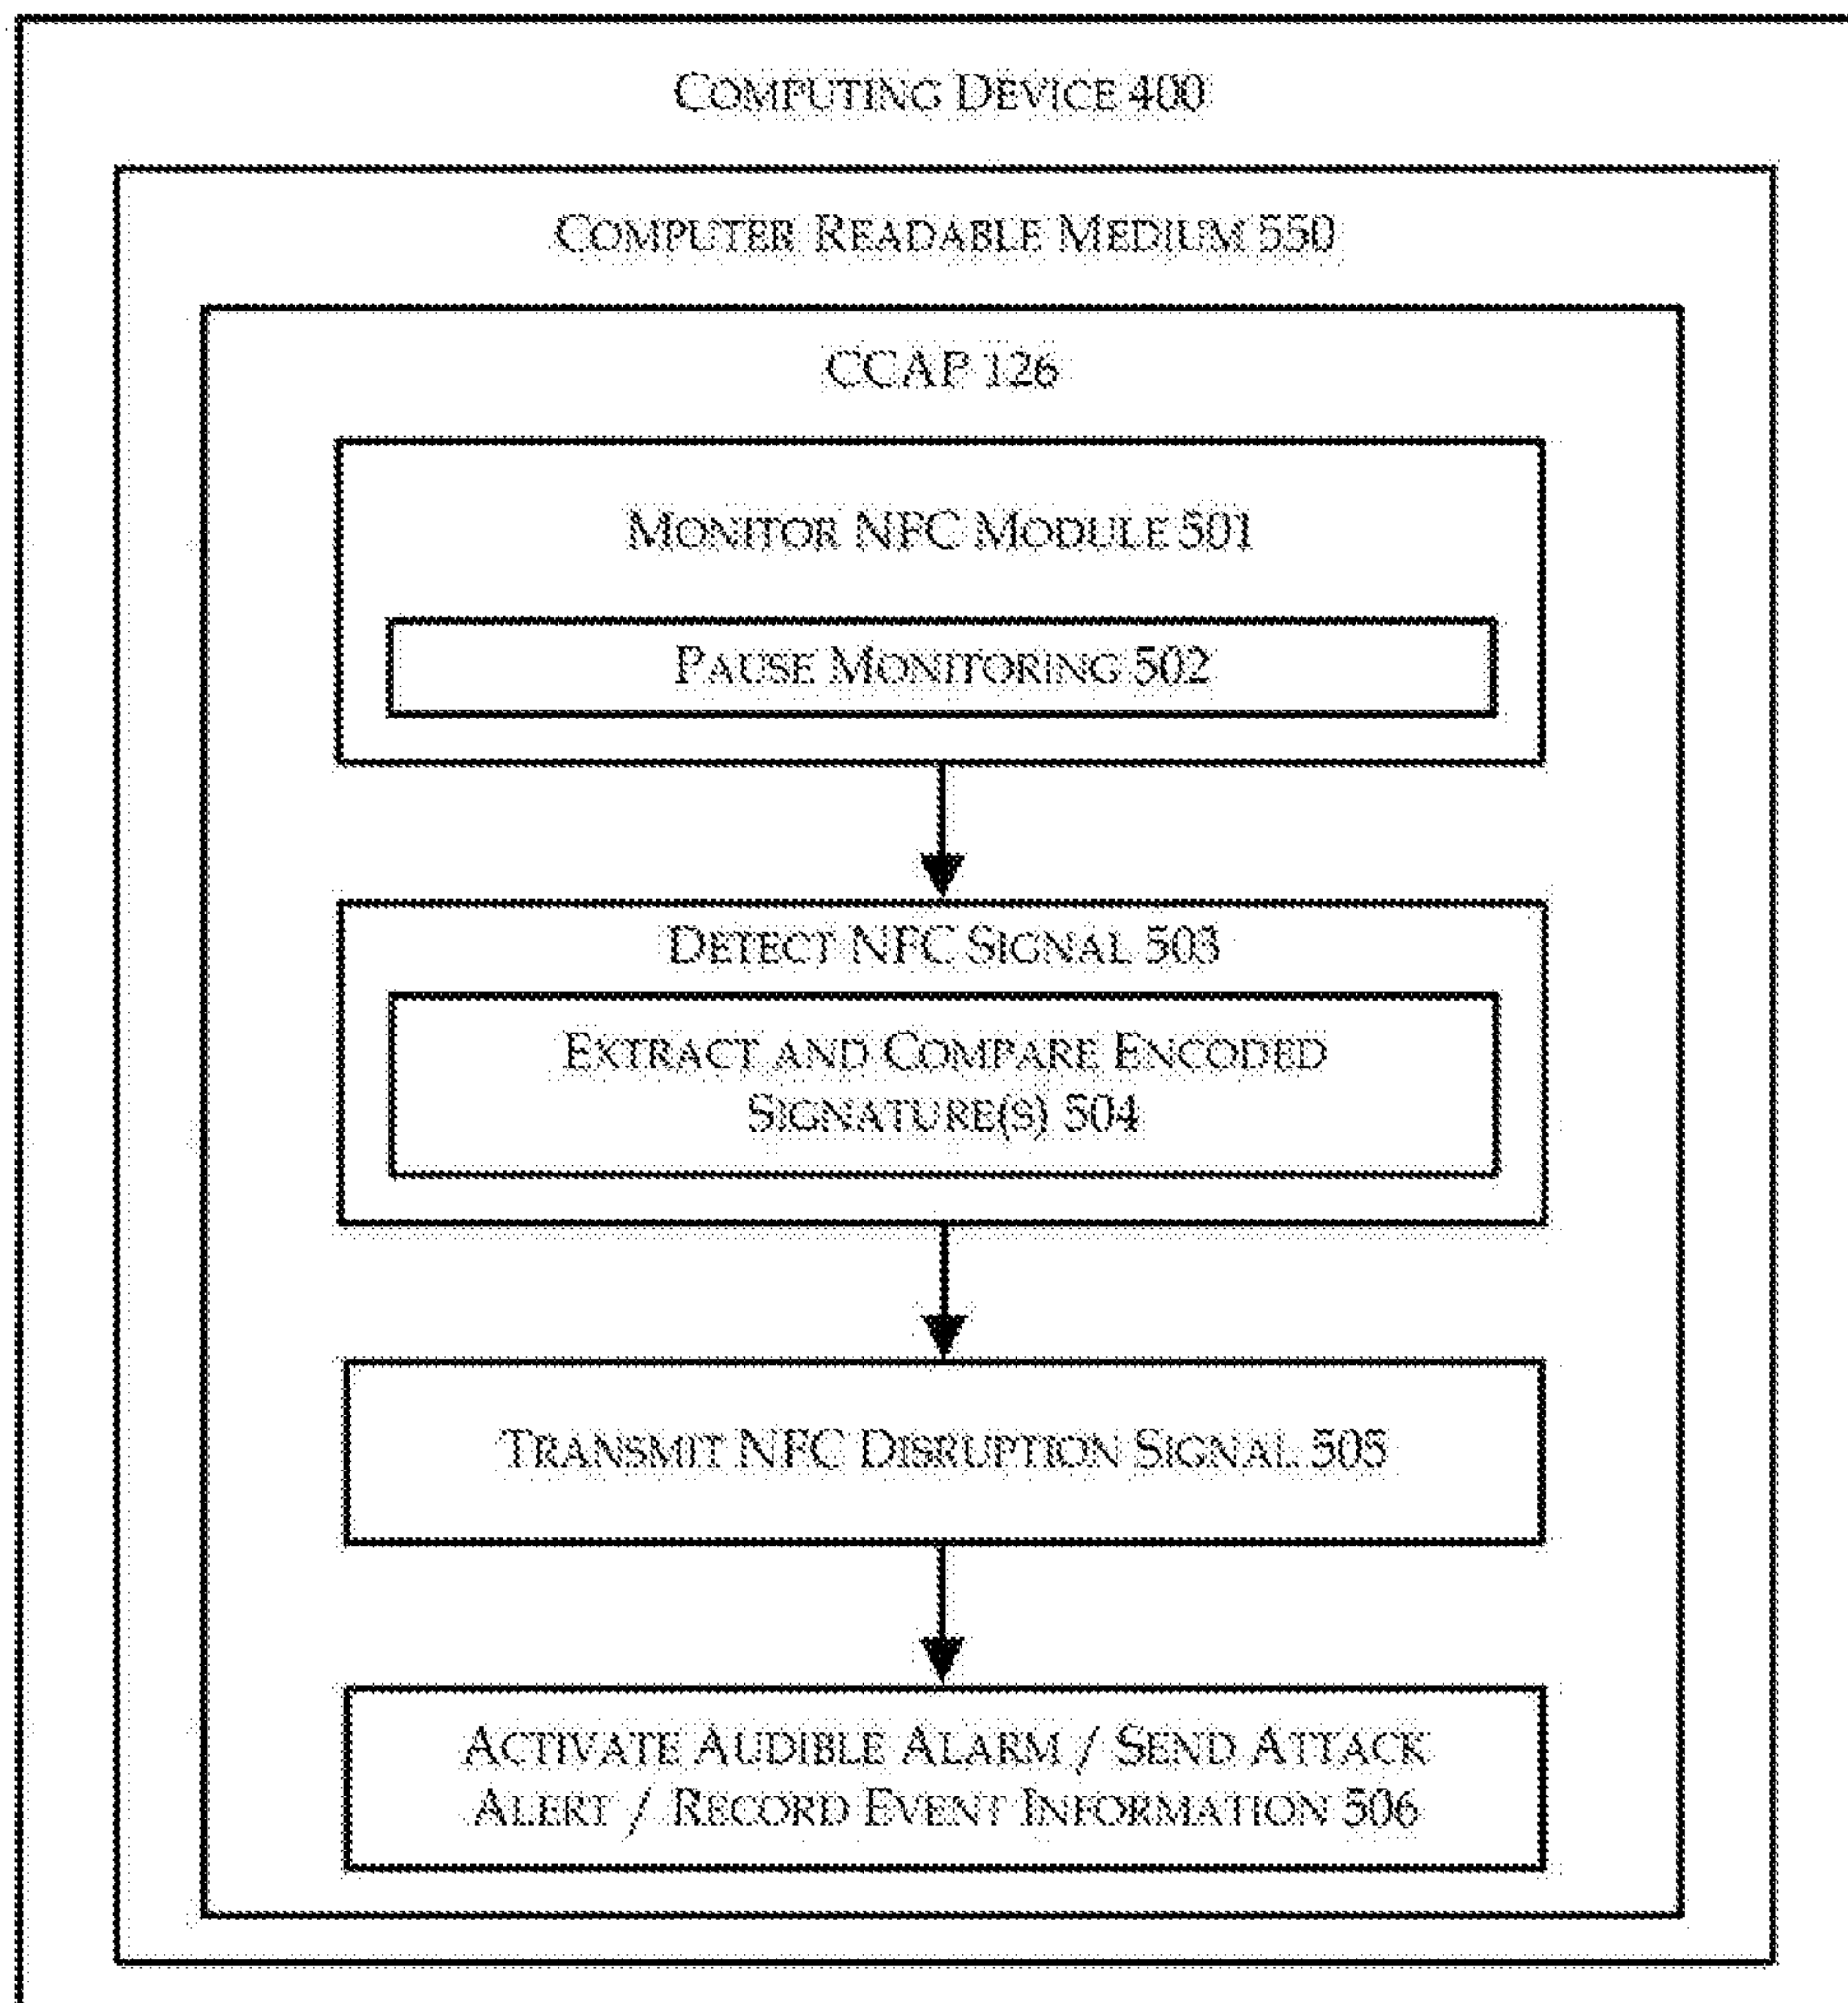 COMPUTING DEVICE 400
COMPUTER READABLE MEDIUM 550
CCAP 126
MONITOR NFC MODULE 501
PAUSE MONITORING 502
DETECT NFC SIGNAL 503
EXTRACT AND COMPARE ENCODED
SIGNATURE(S) 504
TRANSMIT NFC DISRUPTION SIGNAL 505
ACTIVATE AUDIBLE ALARM / SEND ATTACK
ALERT / RECORD EVENT INFORMATION 506